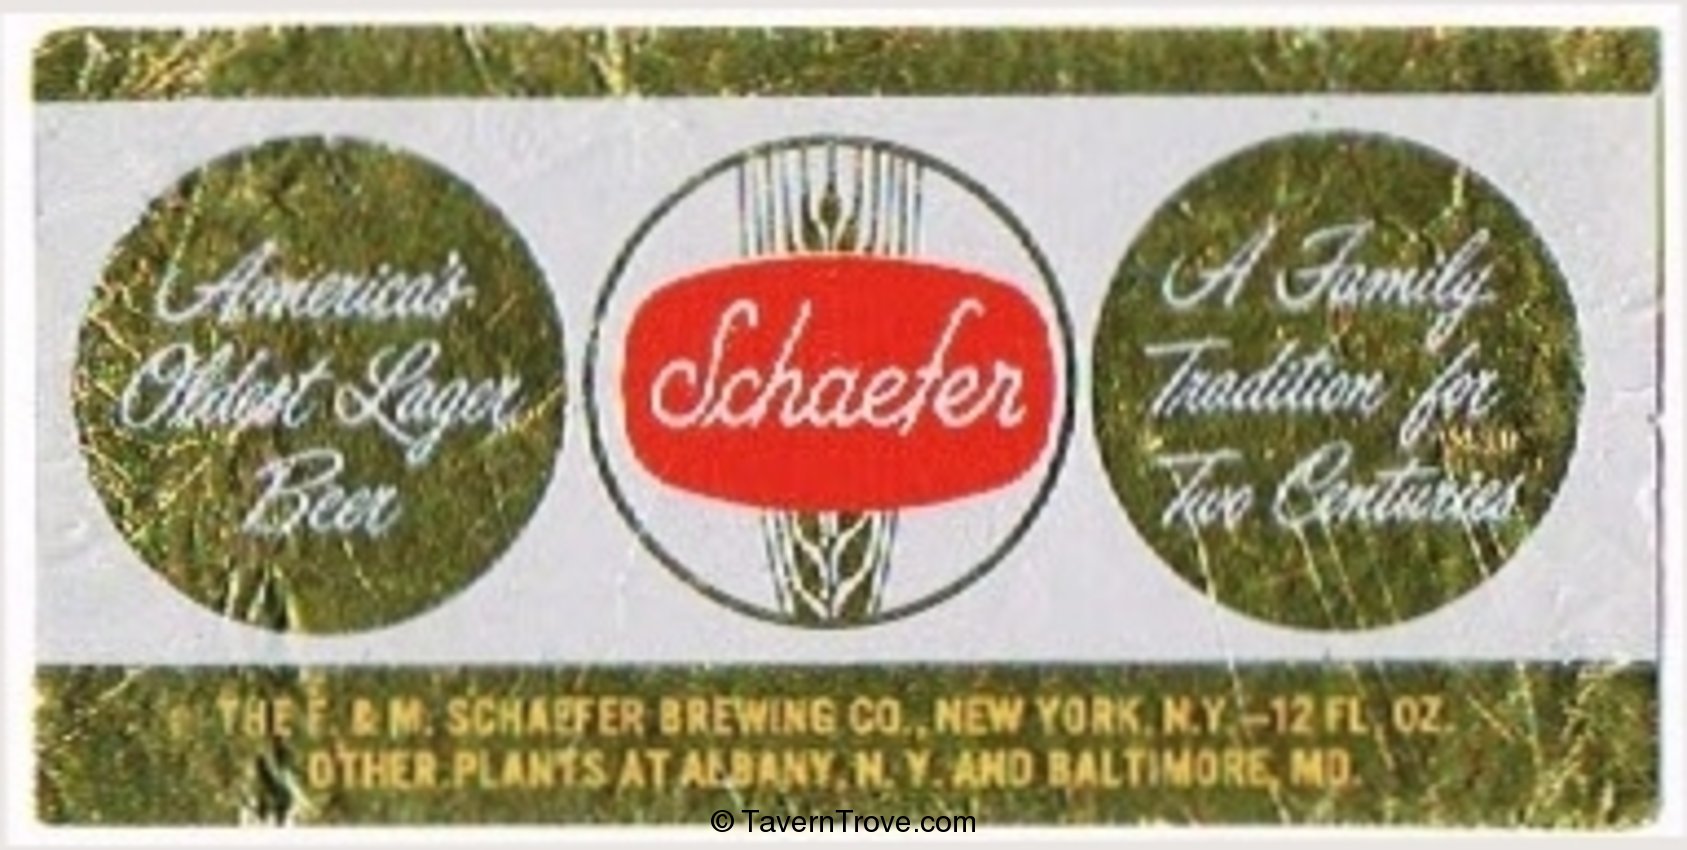 America's
Oldest Lager
Beer
Schaefer
A Family
Tradition for
Two Centuries
THE F. & M. SCHAEFER BREWING CO., NEW YORK, N.Y. -12 FL. OZ.
OTHER PLANTS AT ALBANY, N. Y. AND BALTIMORE, MD.
© TavernTrove.com